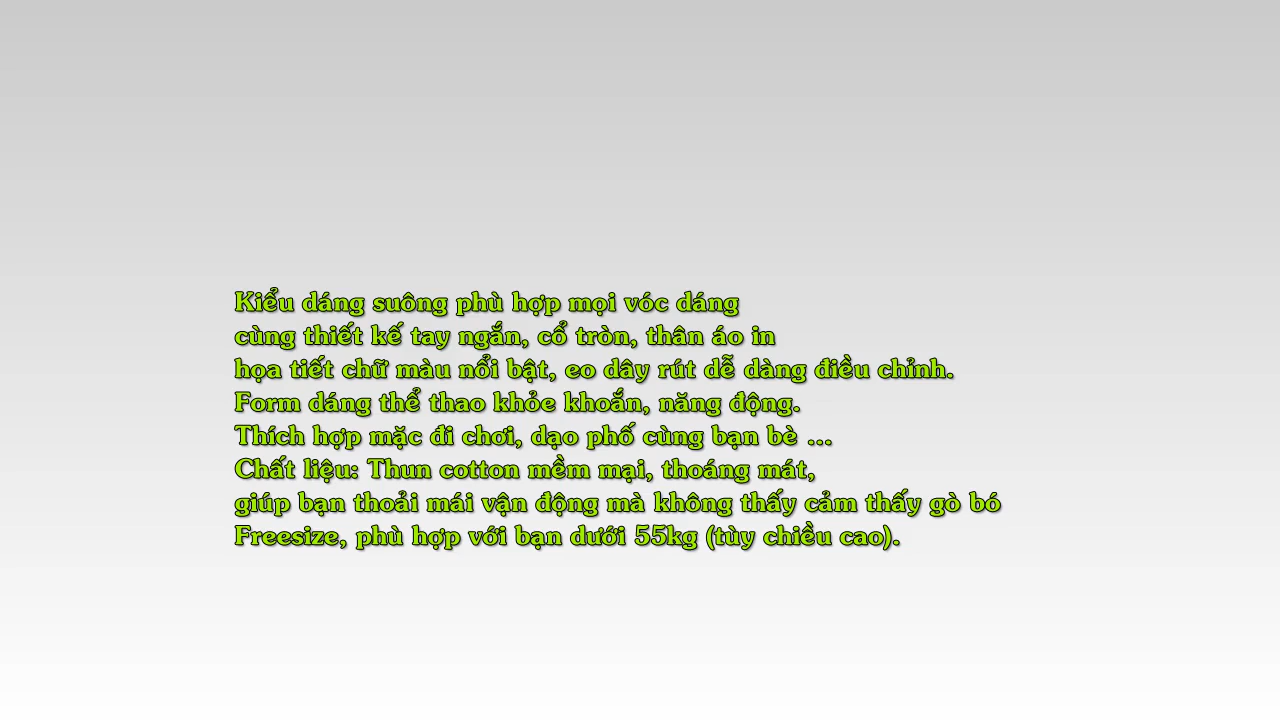 Kiểu dáng suông phù hợp mọi vóc dáng
cùng thiết kế tay ngắn, cổ tròn, thân áo in
họa tiết chữ màu nổi bật, eo dây rút dễ dàng điều chỉnh.
Form dáng thể thao khỏe khoắn, năng động.
Thích hợp mặc đi chơi, dạo phố cùng bạn bè ...
Chất liệu: Thun cotton mềm mại, thoáng mát,
giúp bạn thoải mái vận động mà không thấy cảm thấy gò bó
Freesize, phù hợp với bạn dưới 55kg (tùy chiều cao).